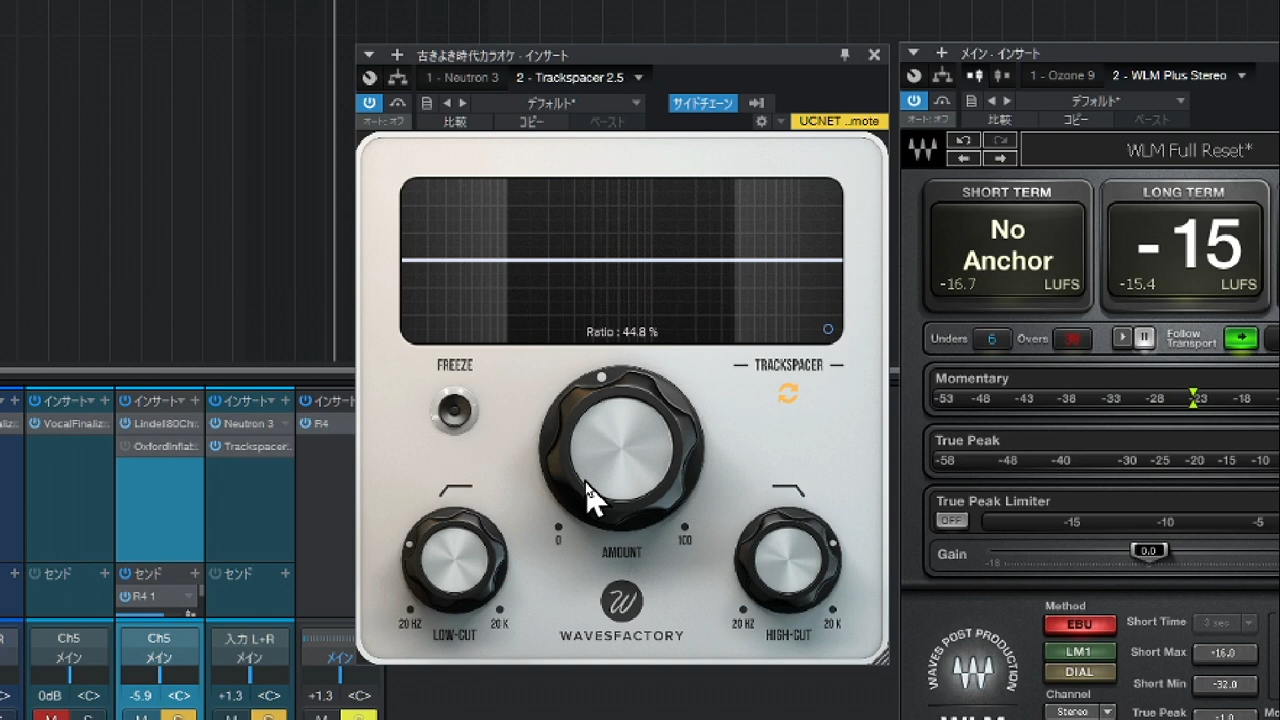 古きよき時代カラオケ - インサート
1 - Neutron 3
2 - Trackspacer 2.5
デフォルト*
サイドチェーン
オート: オフ
比較
コピー
ペースト
UCNET ..mote
Ratio : 44.8 %
FREEZE
TRACKSPACER
0
100
AMOUNT
20 HZ
20 K
LOW-CUT
20 HZ
20 K
HIGH-CUT
WAVESFACTORY
メイン - インサート
1 - Ozone 9
2 - WLM Plus Stereo
デフォルト*
オート: オフ
比較
コピー
ペースト
WLM Full Reset*
SHORT TERM
LONG TERM
No
Anchor
-16.7
LUFS
-15
-15.4
LUFS
Unders
6
Overs
Follow
Transport
Momentary
-53 -48 -43 -38 -33 -28 -23 -18
True Peak
-58 -48 -40 -30 -25 -20 -15 -10
True Peak Limiter
OFF
-15 -10 -5
Gain
-18
0.0
Method
EBU
LM1
DIAL
Channel
Stereo
Short Time
3 sec
Short Max
-16.0
Short Min
-32.0
True Peak
-1.0
WAVES POST PRODUCTION
WLM
インサート
インサート
インサート
インサート
VocalFinaliz..
Lindell80Ch..
Neutron 3
R4
OxfordInflat..
Trackspacer..
センド
センド
センド
R4 1
Ch5
Ch5
入力 L+R
メイン
メイン
メイン
メイン
0dB
<C>
-5.9
<C>
+1.3
<C>
+1.3
<C>